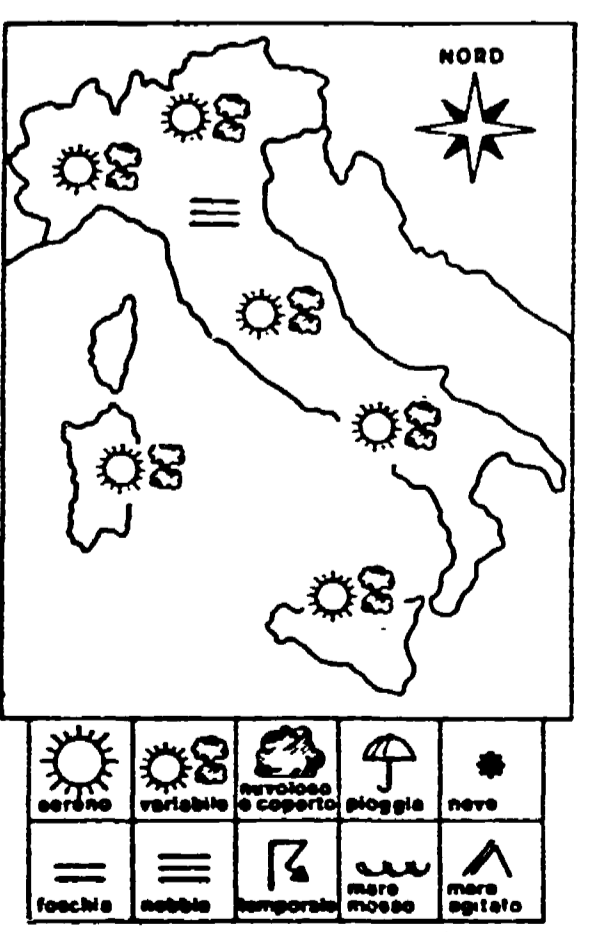 NORD
sereno
variabile
nuvoloso
o coperto
pioggia
neve
foschia
nebbia
temporale
mare
mosso
mare
agitato